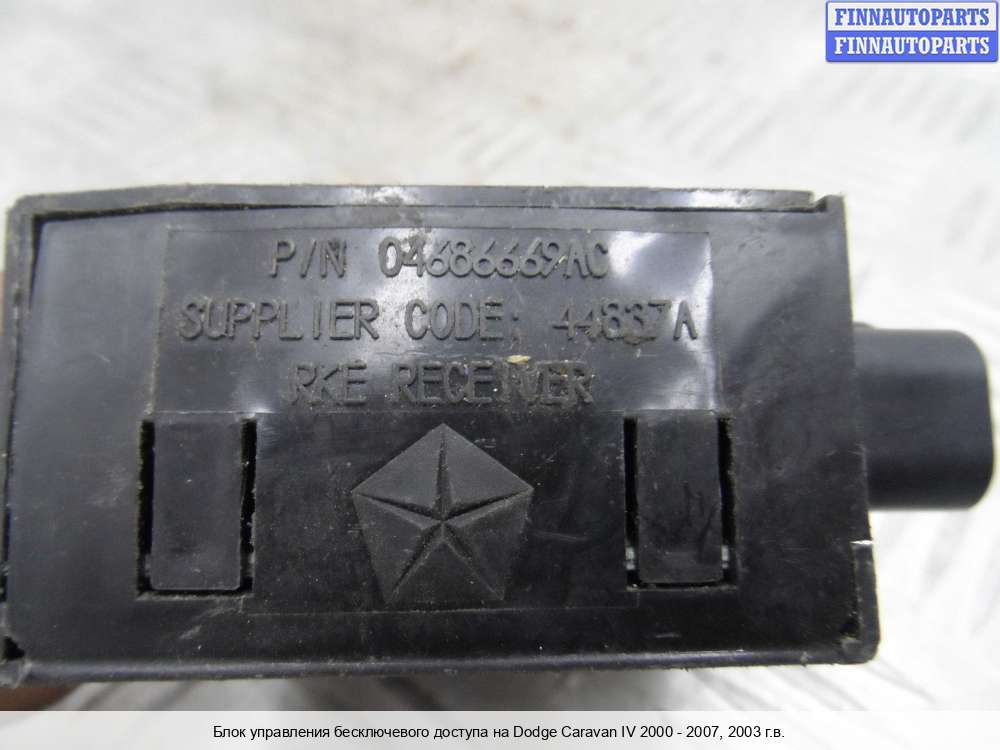 FINNAUTOPARTS
FINNAUTOPARTS
P/N 04686669AC
SUPPLIER CODE: 44837A
RKE RECEIVER
Блок управления бесключевого доступа на Dodge Caravan IV 2000 - 2007, 2003 г.в.